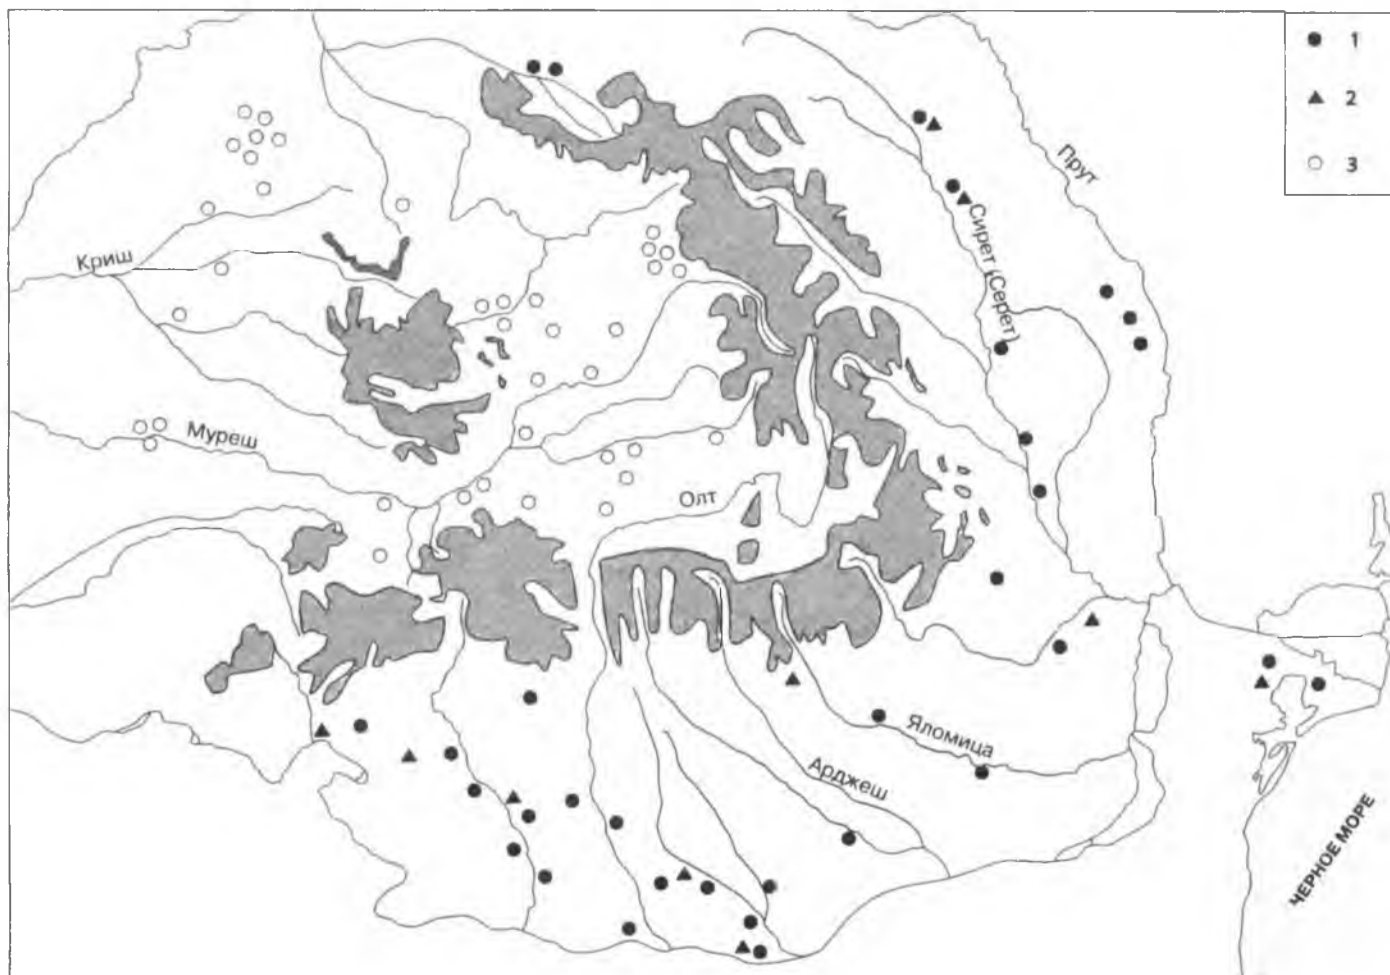 1
2
3
Прут
Сирет (Серет)
Криш
Муреш
Олт
Яломица
Арджеш
ЧЕРНОЕ МОРЕ